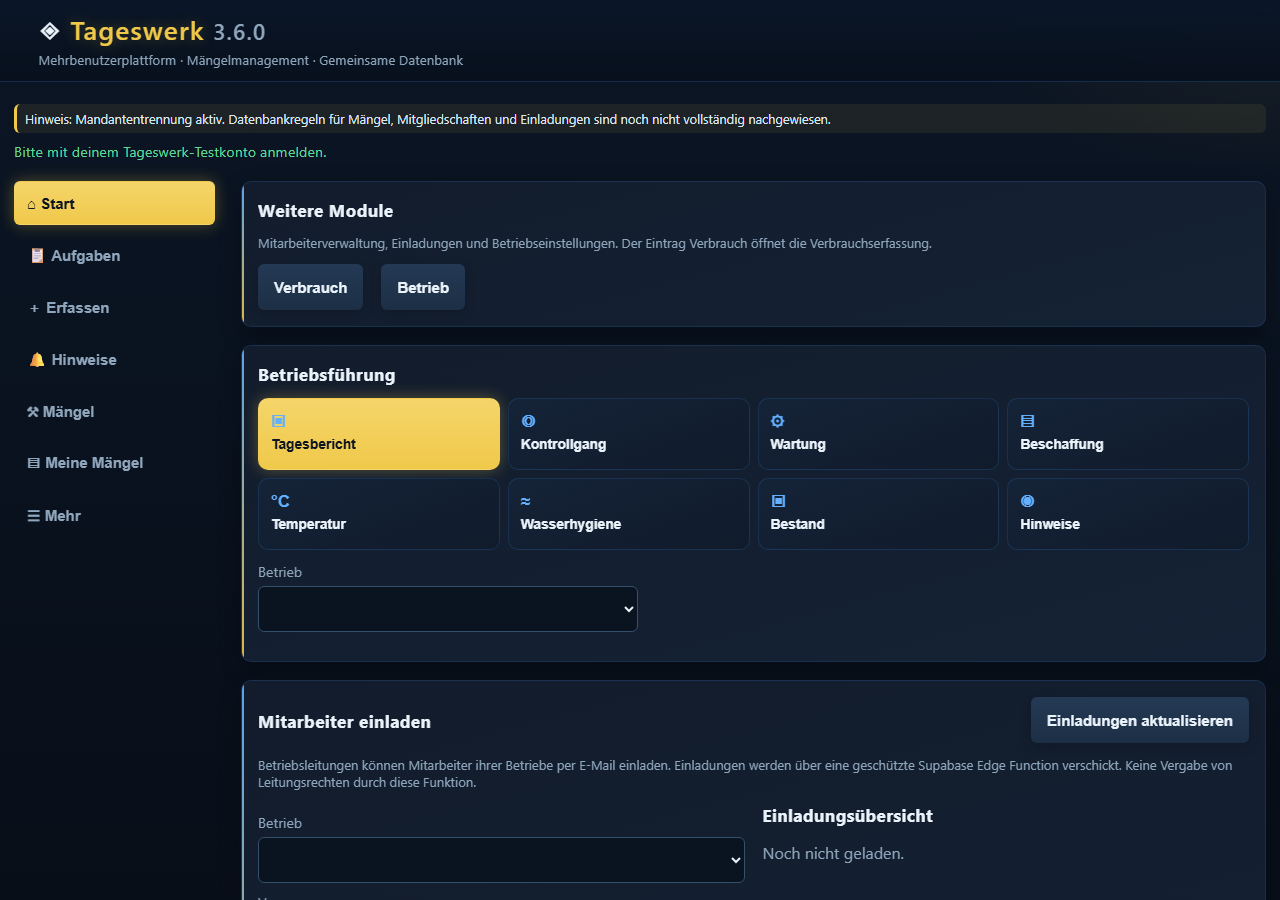 Tageswerk 3.6.0
Mehrbenutzerplattform · Mängelmanagement · Gemeinsame Datenbank
Hinweis: Mandantentrennung aktiv. Datenbankregeln für Mängel, Mitgliedschaften und Einladungen sind noch nicht vollständig nachgewiesen.
Bitte mit deinem Tageswerk-Testkonto anmelden.
Start
Aufgaben
+ Erfassen
Hinweise
Mängel
Meine Mängel
Mehr
Weitere Module
Mitarbeiterverwaltung, Einladungen und Betriebseinstellungen. Der Eintrag Verbrauch öffnet die Verbrauchserfassung.
Verbrauch
Betrieb
Betriebsführung
Tagesbericht
Kontrollgang
Wartung
Beschaffung
°C
Temperatur
≈
Wasserhygiene
Bestand
Hinweise
Betrieb
Mitarbeiter einladen
Einladungen aktualisieren
Betriebsleitungen können Mitarbeiter ihrer Betriebe per E-Mail einladen. Einladungen werden über eine geschützte Supabase Edge Function verschickt. Keine Vergabe von
Leitungsrechten durch diese Funktion.
Betrieb
Einladungsübersicht
Noch nicht geladen.